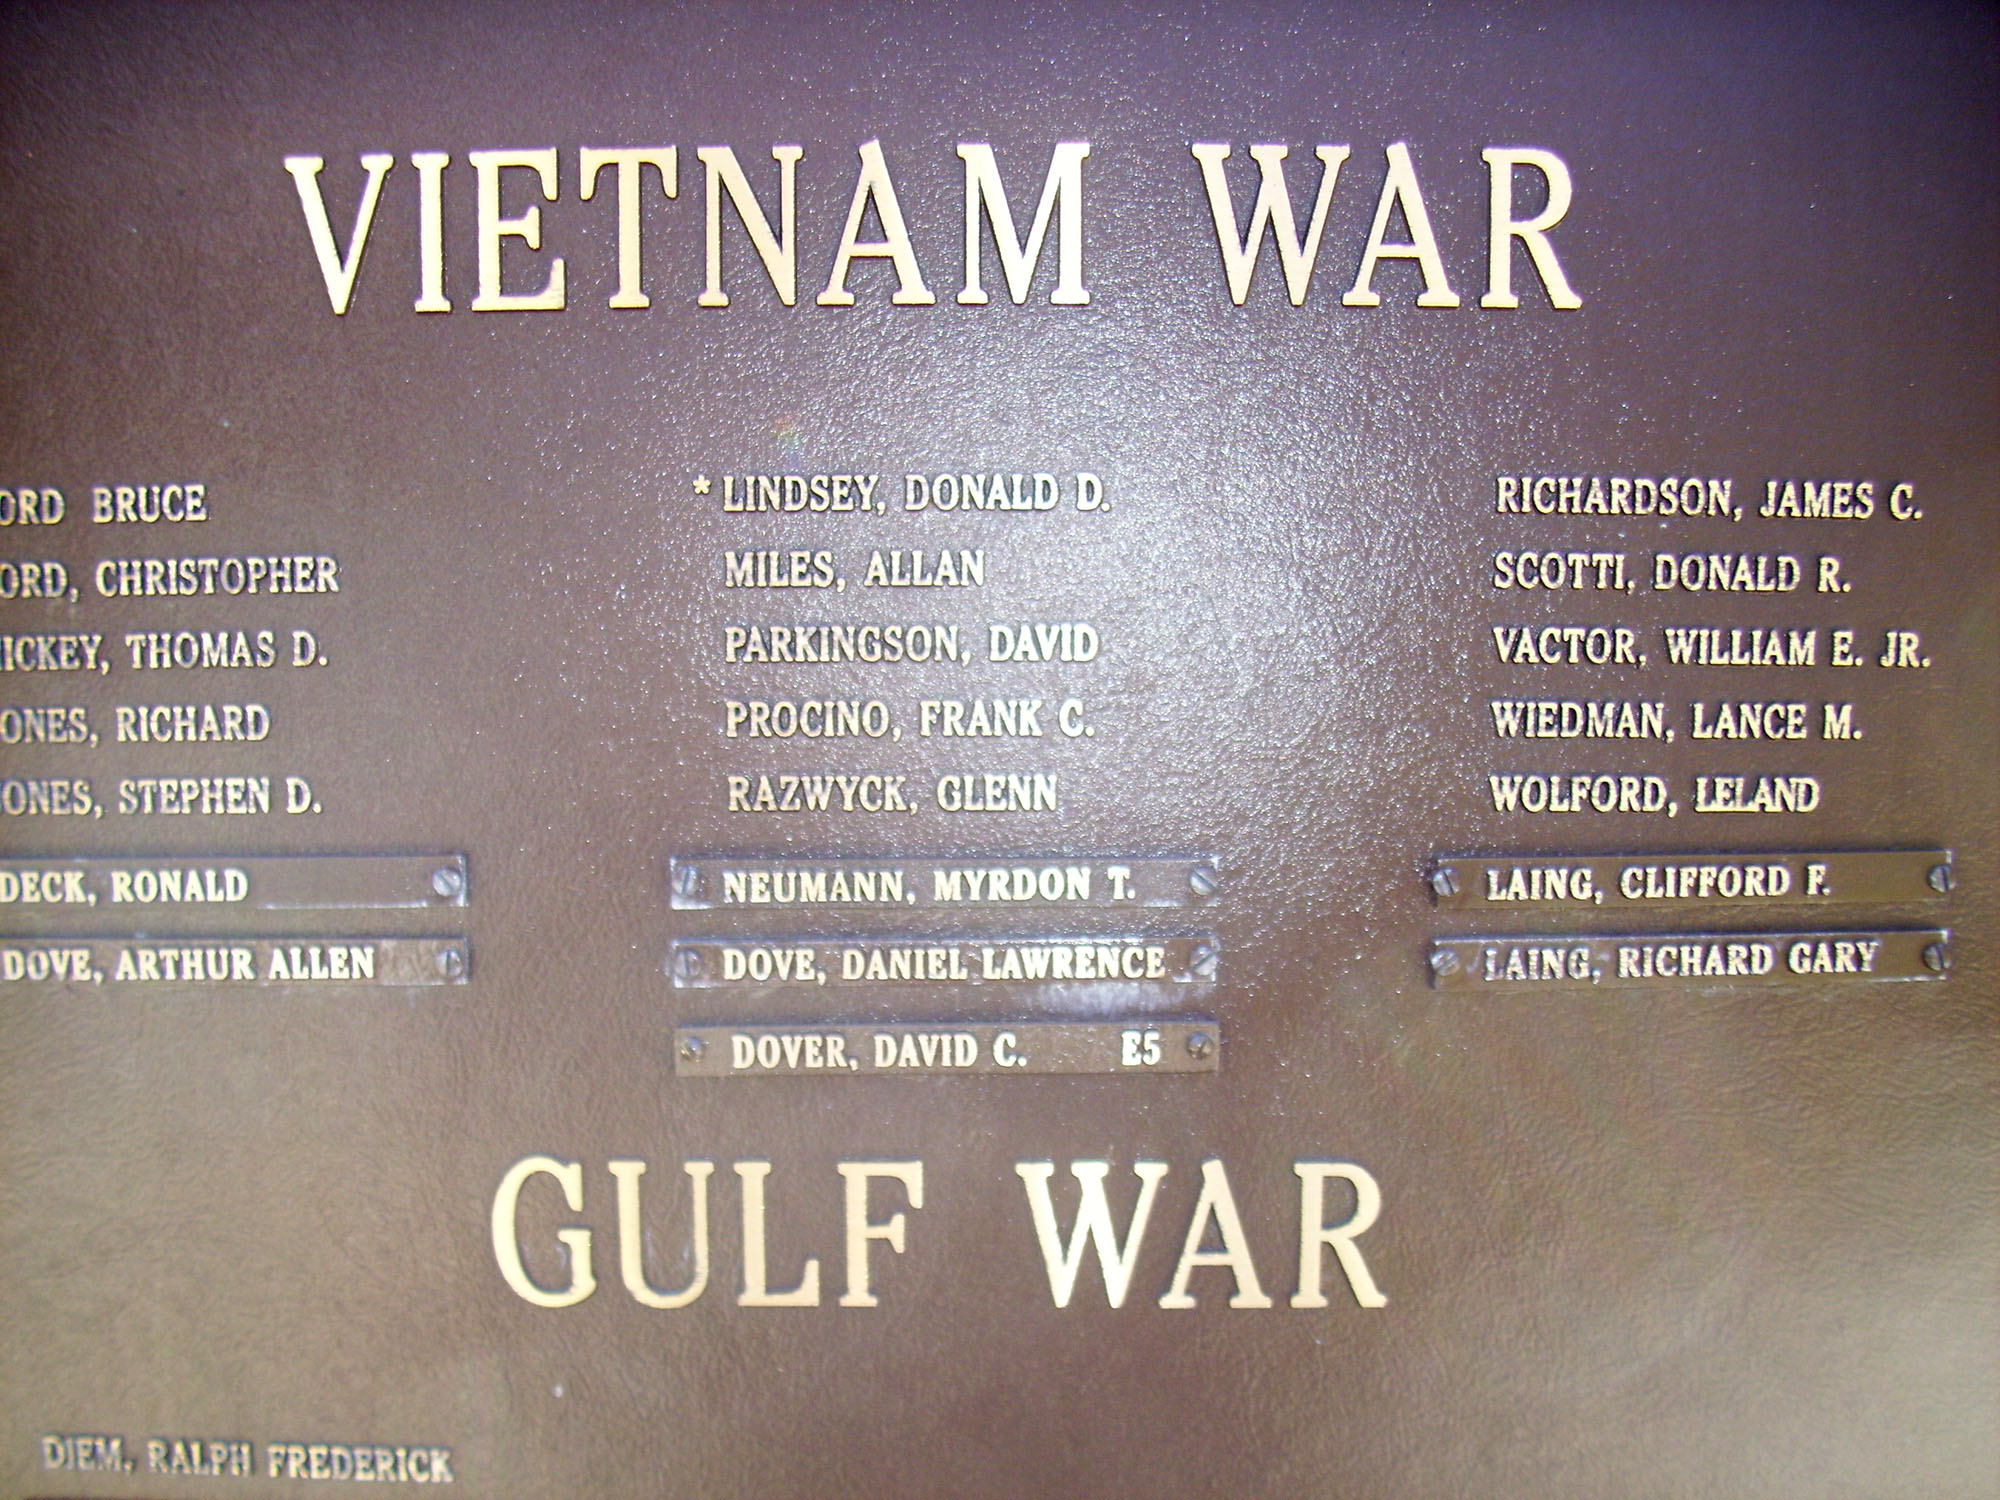 VIETNAM WAR
ORD BRUCE * LINDSEY, DONALD D. RICHARDSON, JAMES C.
ORD, CHRISTOPHER MILES, ALLAN SCOTTI, DONALD R.
ICKEY, THOMAS D. PARKINGSON, DAVID VACTOR, WILLIAM E. JR.
ONES, RICHARD PROCINO, FRANK C. WIEDMAN, LANCE M.
ONES, STEPHEN D. RAZWYCK, GLENN WOLFORD, LELAND
DECK, RONALD NEUMANN, MYRDON T. LAING, CLIFFORD F.
DOVE, ARTHUR ALLEN DOVE, DANIEL LAWRENCE LAING, RICHARD GARY
DOVER, DAVID C. E5
GULF WAR
DIEM, RALPH FREDERICK